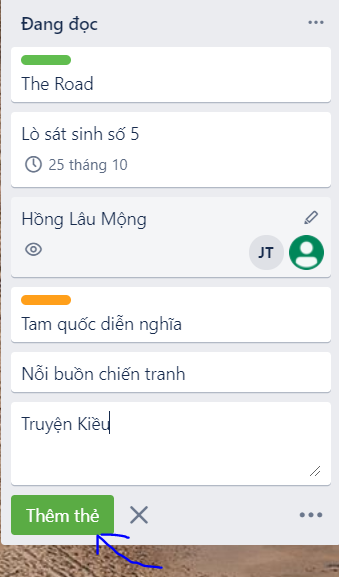 Đang đọc
The Road
Lò sát sinh số 5
25 tháng 10
Hồng Lâu Mộng
JT
Tam quốc diễn nghĩa
Nỗi buồn chiến tranh
Truyện Kiều
Thêm thẻ